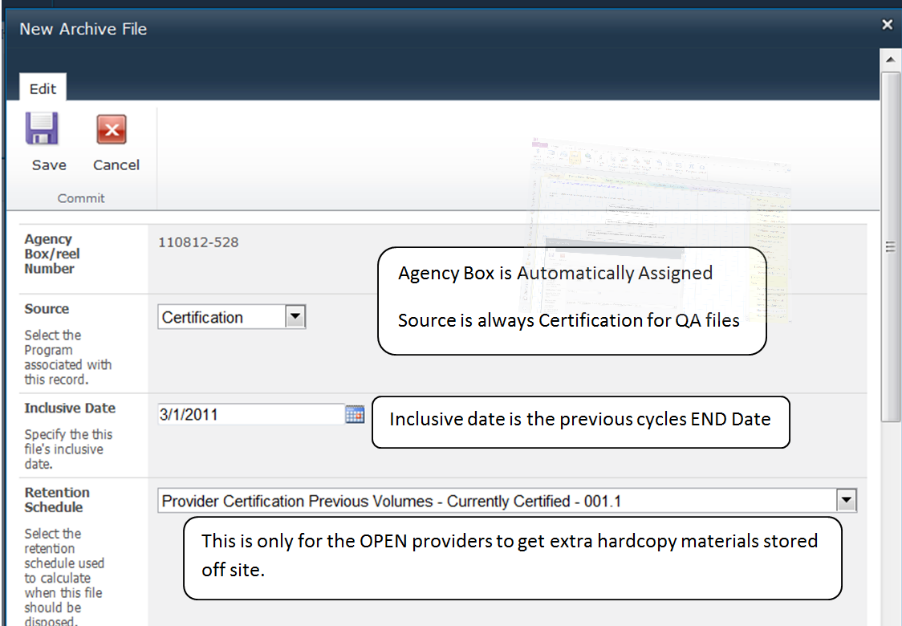 New Archive File
Edit
Save Cancel
Commit
Agency
Box/reel
Number
110812-528
Agency Box is Automatically Assigned
Source is always Certification for QA files
Source
Select the
Program
associated with
this record.
Certification
Inclusive Date
Specify the this
file's inclusive
date.
3/1/2011
Inclusive date is the previous cycles END Date
Retention
Schedule
Select the
retention
schedule used
to calculate
when this file
should be
disposed.
Provider Certification Previous Volumes - Currently Certified - 001.1
This is only for the OPEN providers to get extra hardcopy materials stored
off site.